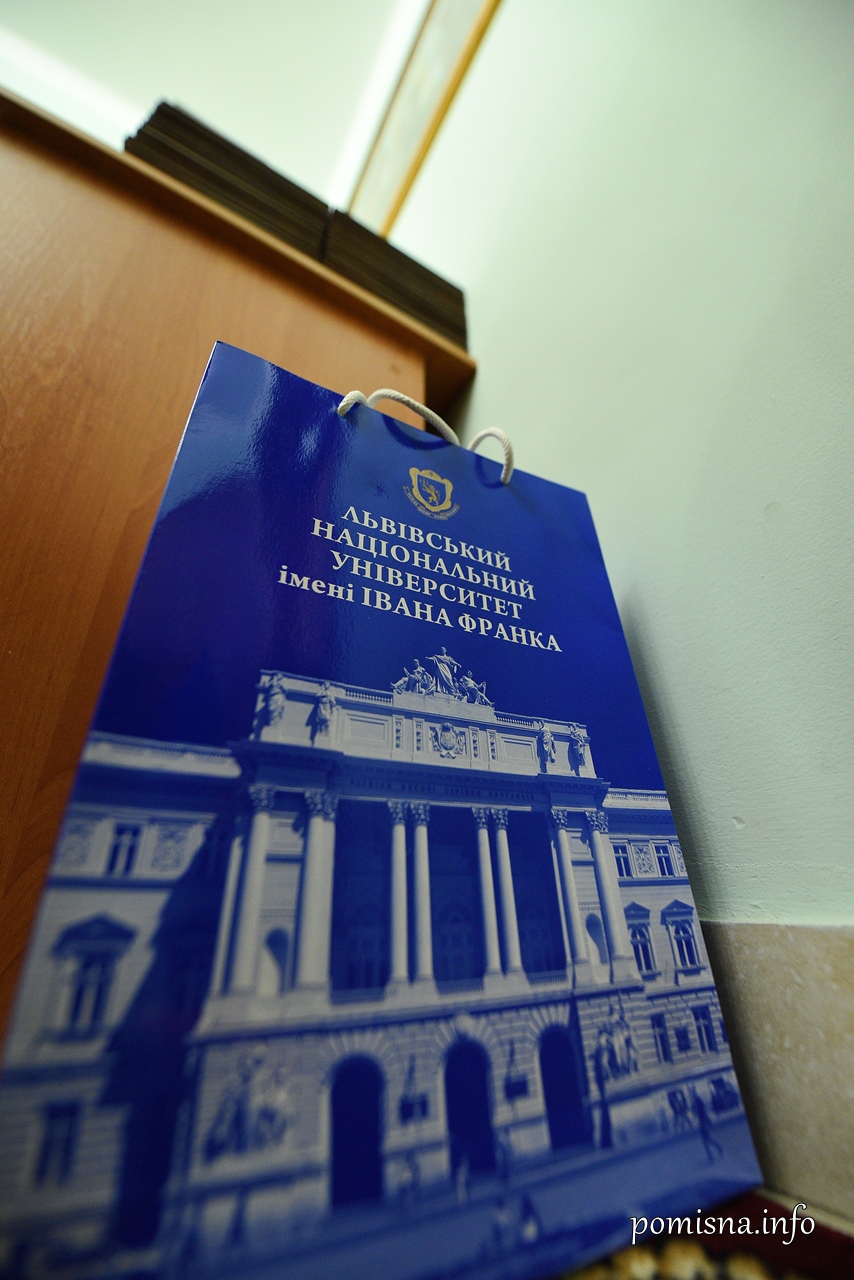 ЛЬВІВСЬКИЙ
НАЦІОНАЛЬНИЙ
УНІВЕРСИТЕТ
імені ІВАНА ФРАНКА
pomisna.info